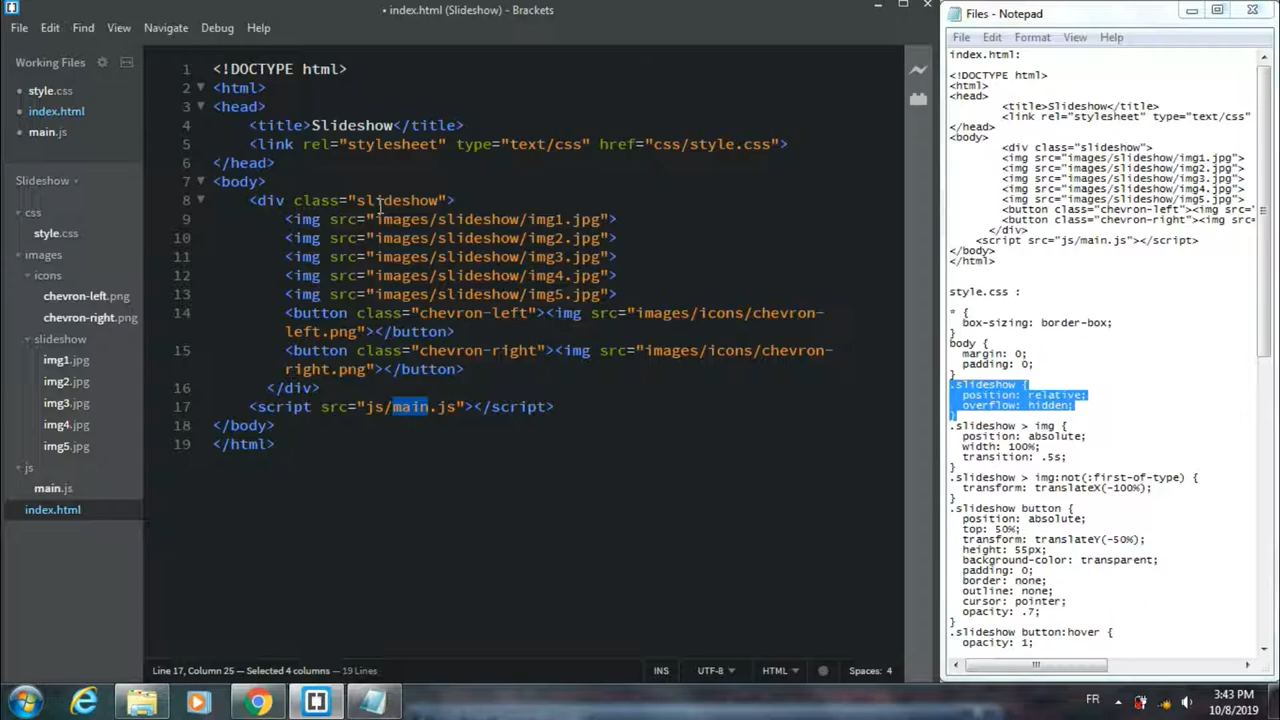 • index.html (Slideshow) - Brackets
File Edit Find View Navigate Debug Help
Working Files
• style.css
• index.html
• main.js
Slideshow
css
style.css
images
icons
chevron-left.png
chevron-right.png
slideshow
img1.jpg
img2.jpg
img3.jpg
img4.jpg
img5.jpg
js
main.js
index.html
1 <!DOCTYPE html>
2 <html>
3 <head>
4 <title>Slideshow</title>
5 <link rel="stylesheet" type="text/css" href="css/style.css">
6 </head>
7 <body>
8 <div class="slideshow">
9 <img src="images/slideshow/img1.jpg">
10 <img src="images/slideshow/img2.jpg">
11 <img src="images/slideshow/img3.jpg">
12 <img src="images/slideshow/img4.jpg">
13 <img src="images/slideshow/img5.jpg">
14 <button class="chevron-left"><img src="images/icons/chevron-
left.png"></button>
15 <button class="chevron-right"><img src="images/icons/chevron-
right.png"></button>
16 </div>
17 <script src="js/main.js"></script>
18 </body>
19 </html>
Line 17, Column 25 — Selected 4 columns — 19 Lines
INS UTF-8 HTML Spaces: 4
Files - Notepad
File Edit Format View Help
index.html:
<!DOCTYPE html>
<html>
<head>
<title>Slideshow</title>
<link rel="stylesheet" type="text/css"
</head>
<body>
<div class="slideshow">
<img src="images/slideshow/img1.jpg">
<img src="images/slideshow/img2.jpg">
<img src="images/slideshow/img3.jpg">
<img src="images/slideshow/img4.jpg">
<img src="images/slideshow/img5.jpg">
<button class="chevron-left"><img src="
<button class="chevron-right"><img src=
</div>
<script src="js/main.js"></script>
</body>
</html>
style.css :
* {
box-sizing: border-box;
}
body {
margin: 0;
padding: 0;
}
.slideshow {
position: relative;
overflow: hidden;
}
.slideshow > img {
position: absolute;
width: 100%;
transition: .5s;
}
.slideshow > img:not(:first-of-type) {
transform: translateX(-100%);
}
.slideshow button {
position: absolute;
top: 50%;
transform: translateY(-50%);
height: 55px;
background-color: transparent;
padding: 0;
border: none;
outline: none;
cursor: pointer;
opacity: .7;
}
.slideshow button:hover {
opacity: 1;
FR
3:43 PM
10/8/2019